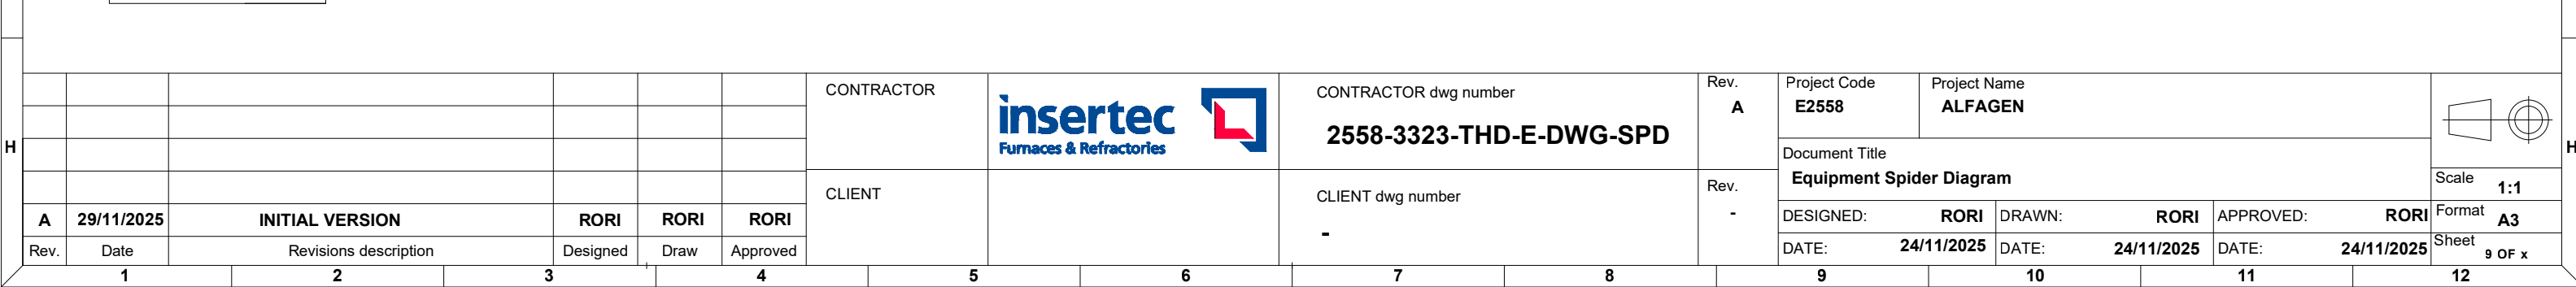 H
CONTRACTOR
insertec
Furnaces & Refractories
CONTRACTOR dwg number
2558-3323-THD-E-DWG-SPD
Rev.
A
Project Code
E2558
Project Name
ALFAGEN
Document Title
Equipment Spider Diagram
H
CLIENT
CLIENT dwg number
-
Rev.
-
Scale
1:1
A 29/11/2025 INITIAL VERSION RORI RORI RORI
Rev. Date Revisions description Designed Draw Approved
DESIGNED: RORI DRAWN: RORI APPROVED: RORI
DATE: 24/11/2025 DATE: 24/11/2025 DATE: 24/11/2025
Format
A3
Sheet
9 OF x
1 2 3 4 5 6 7 8 9 10 11 12